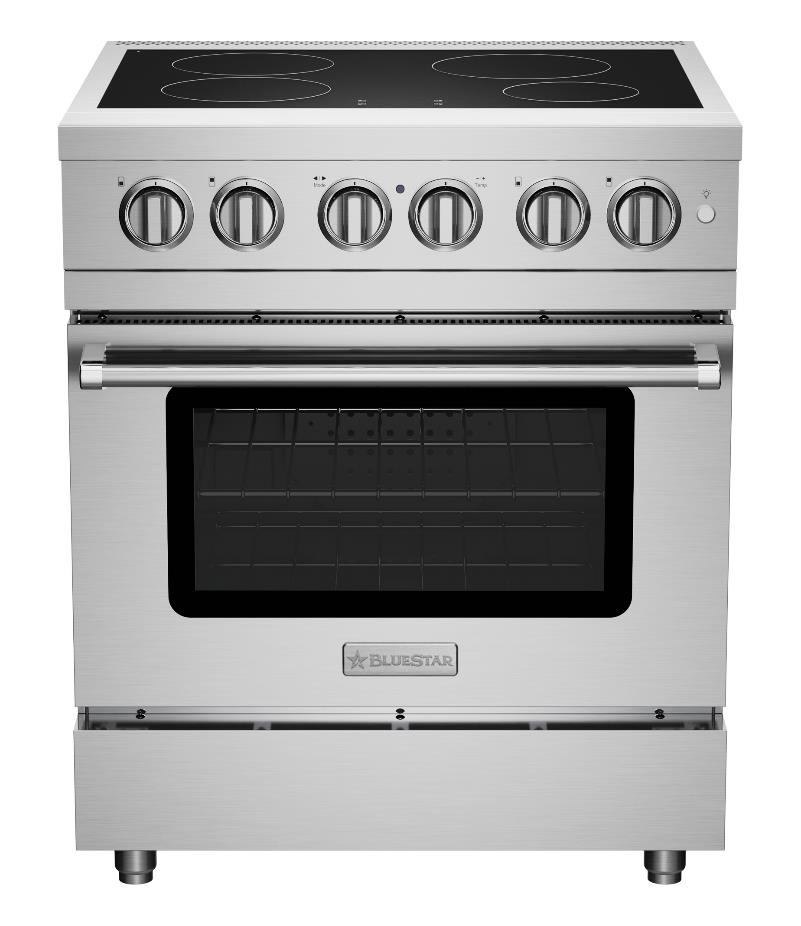 Mode
- +
Temp
BLUESTAR